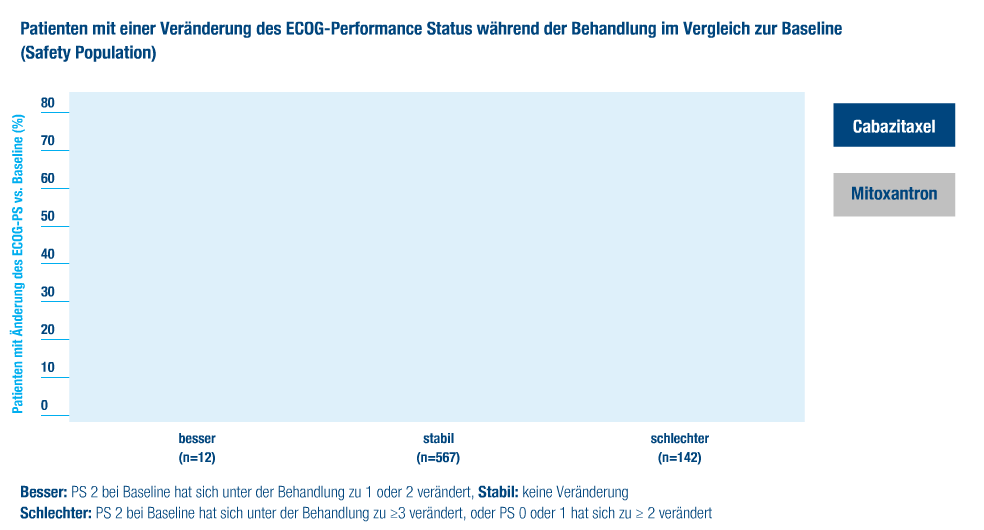 Patienten mit einer Veränderung des ECOG-Performance Status während der Behandlung im Vergleich zur Baseline
(Safety Population)
Patienten mit Änderung des ECOG-PS vs. Baseline (%)
80
70
60
50
40
30
20
10
0
besser
(n=12)
stabil
(n=567)
schlechter
(n=142)
Cabazitaxel
Mitoxantron
Besser: PS 2 bei Baseline hat sich unter der Behandlung zu 1 oder 2 verändert, Stabil: keine Veränderung
Schlechter: PS 2 bei Baseline hat sich unter der Behandlung zu ≥3 verändert, oder PS 0 oder 1 hat sich zu ≥ 2 verändert